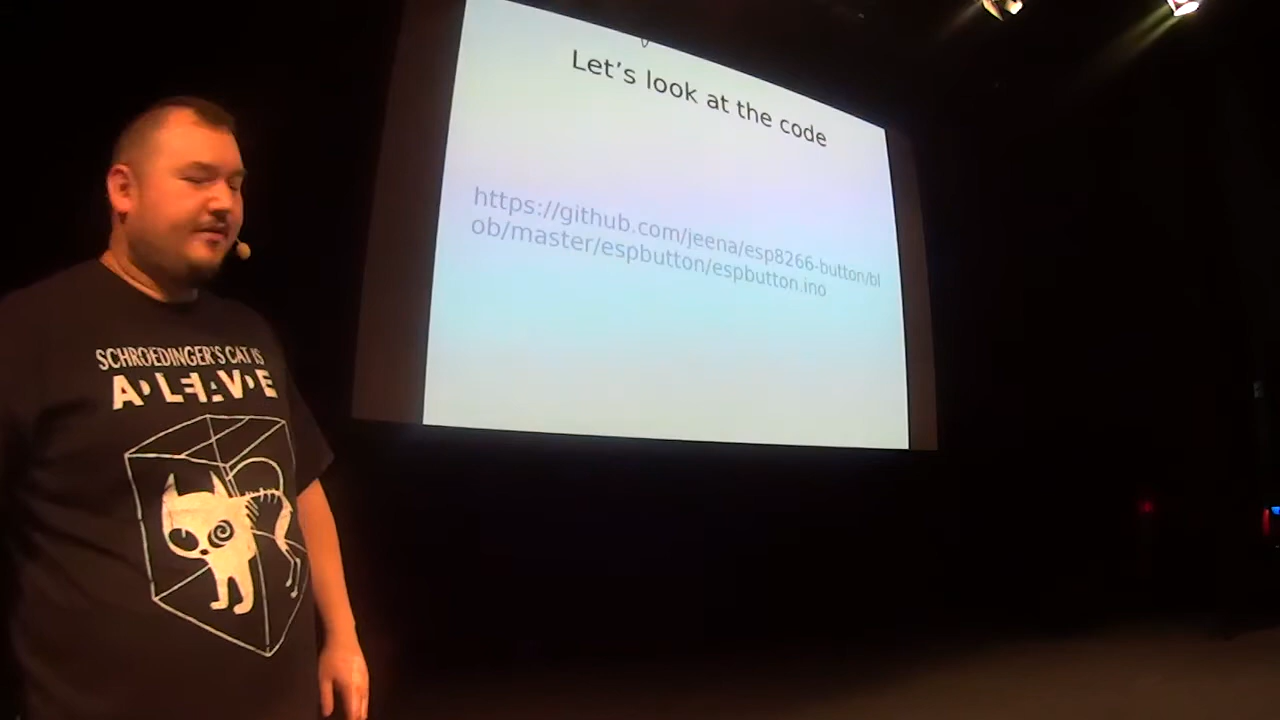 Let's look at the code
https://github.com/jeena/esp8266-button/bl
ob/master/espbutton/espbutton.ino
SCHROEDINGER'S CAT IS